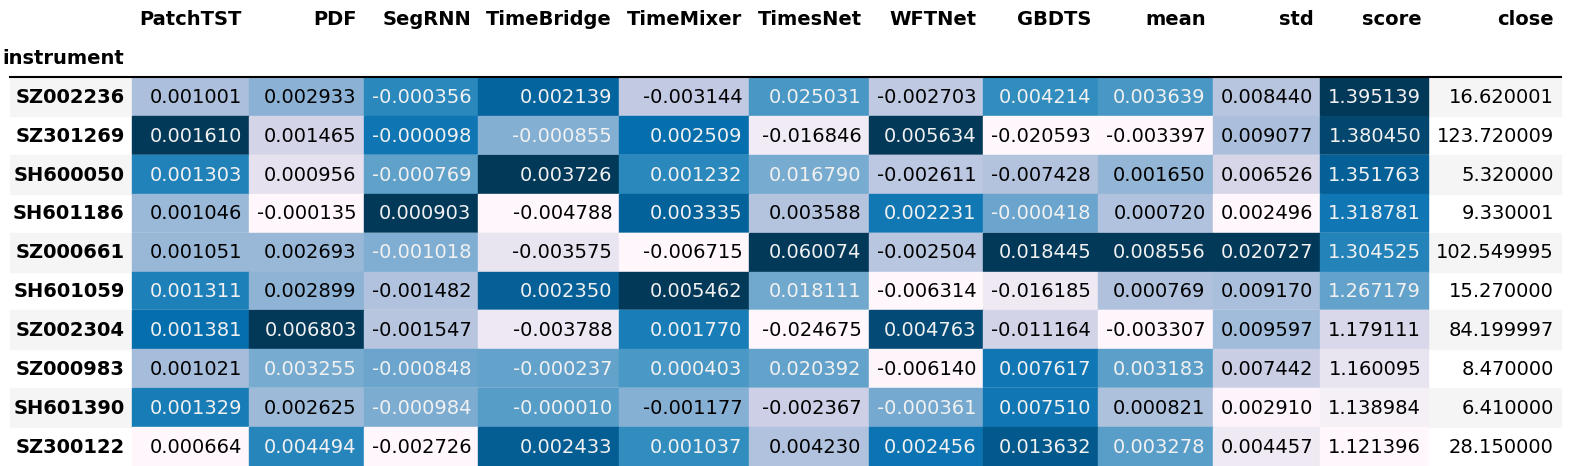 PatchTST PDF SegRNN TimeBridge TimeMixer TimesNet WFTNet GBDTS mean std score close
instrument
SZ002236 0.001001 0.002933 -0.000356 0.002139 -0.003144 0.025031 -0.002703 0.004214 0.003639 0.008440 1.395139 16.620001
SZ301269 0.001610 0.001465 -0.000098 -0.000855 0.002509 -0.016846 0.005634 -0.020593 -0.003397 0.009077 1.380450 123.720009
SH600050 0.001303 0.000956 -0.000769 0.003726 0.001232 0.016790 -0.002611 -0.007428 0.001650 0.006526 1.351763 5.320000
SH601186 0.001046 -0.000135 0.000903 -0.004788 0.003335 0.003588 0.002231 -0.000418 0.000720 0.002496 1.318781 9.330001
SZ000661 0.001051 0.002693 -0.001018 -0.003575 -0.006715 0.060074 -0.002504 0.018445 0.008556 0.020727 1.304525 102.549995
SH601059 0.001311 0.002899 -0.001482 0.002350 0.005462 0.018111 -0.006314 -0.016185 0.000769 0.009170 1.267179 15.270000
SZ002304 0.001381 0.006803 -0.001547 -0.003788 0.001770 -0.024675 0.004763 -0.011164 -0.003307 0.009597 1.179111 84.199997
SZ000983 0.001021 0.003255 -0.000848 -0.000237 0.000403 0.020392 -0.006140 0.007617 0.003183 0.007442 1.160095 8.470000
SH601390 0.001329 0.002625 -0.000984 -0.000010 -0.001177 -0.002367 -0.000361 0.007510 0.000821 0.002910 1.138984 6.410000
SZ300122 0.000664 0.004494 -0.002726 0.002433 0.001037 0.004230 0.002456 0.013632 0.003278 0.004457 1.121396 28.150000